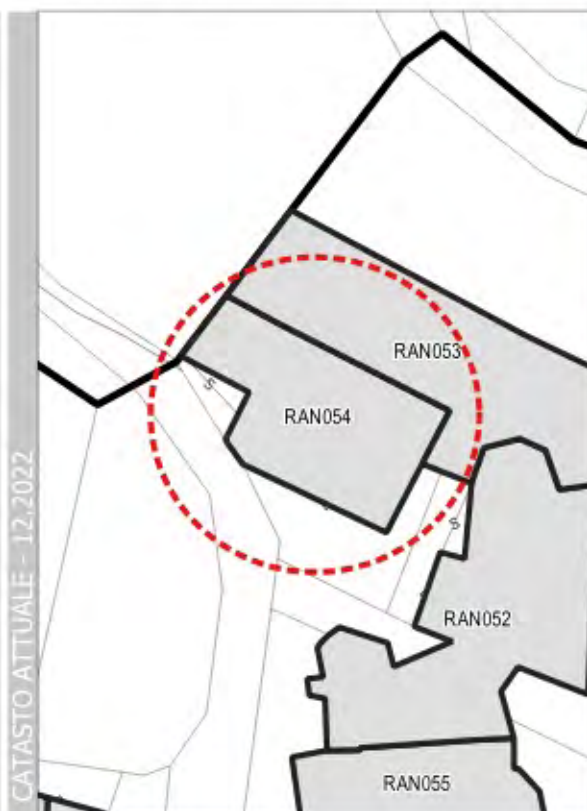 CATASTO ATTUALE - 12.2022
RAN053
RAN054
S
S
RAN052
RAN055